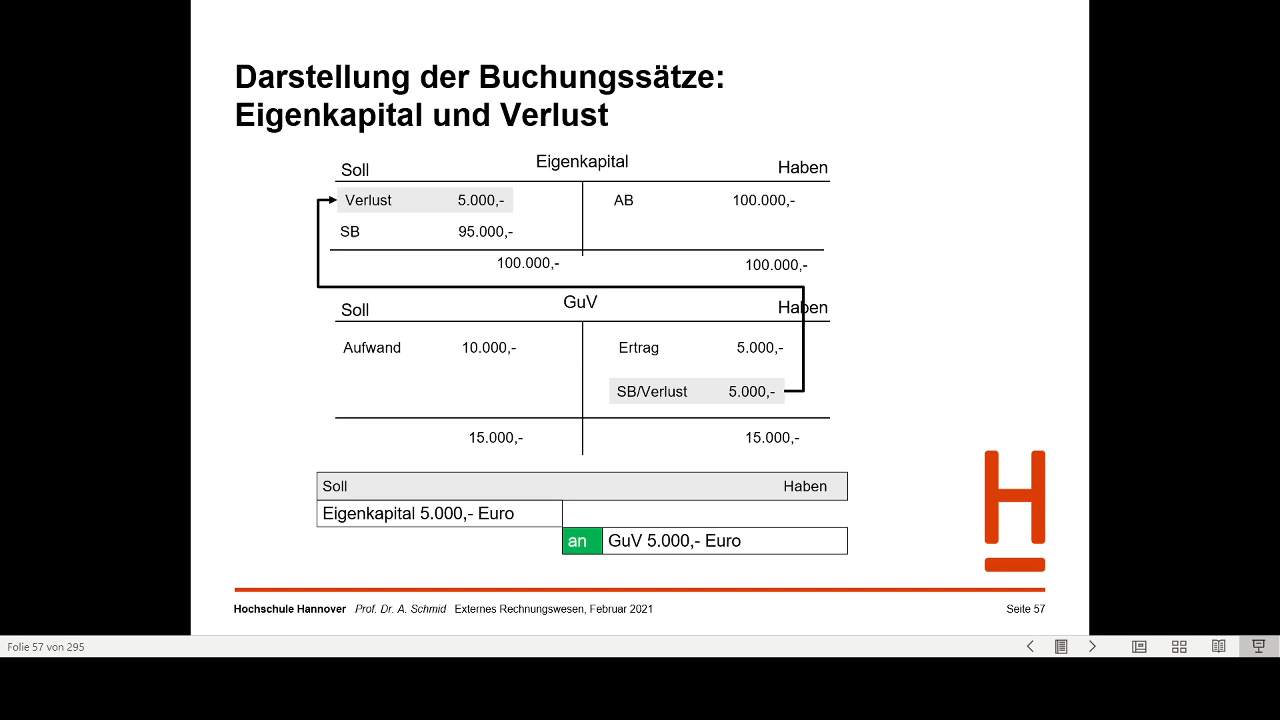 Darstellung der Buchungssätze:
Eigenkapital und Verlust
Soll Eigenkapital Haben
Verlust 5.000,- AB 100.000,-
SB 95.000,-
100.000,- 100.000,-
Soll GuV Haben
Aufwand 10.000,- Ertrag 5.000,-
SB/Verlust 5.000,-
15.000,- 15.000,-
Soll Haben
Eigenkapital 5.000,- Euro
an GuV 5.000,- Euro
H
Hochschule Hannover Prof. Dr. A. Schmid Externes Rechnungswesen, Februar 2021 Seite 57
Folie 57 von 295